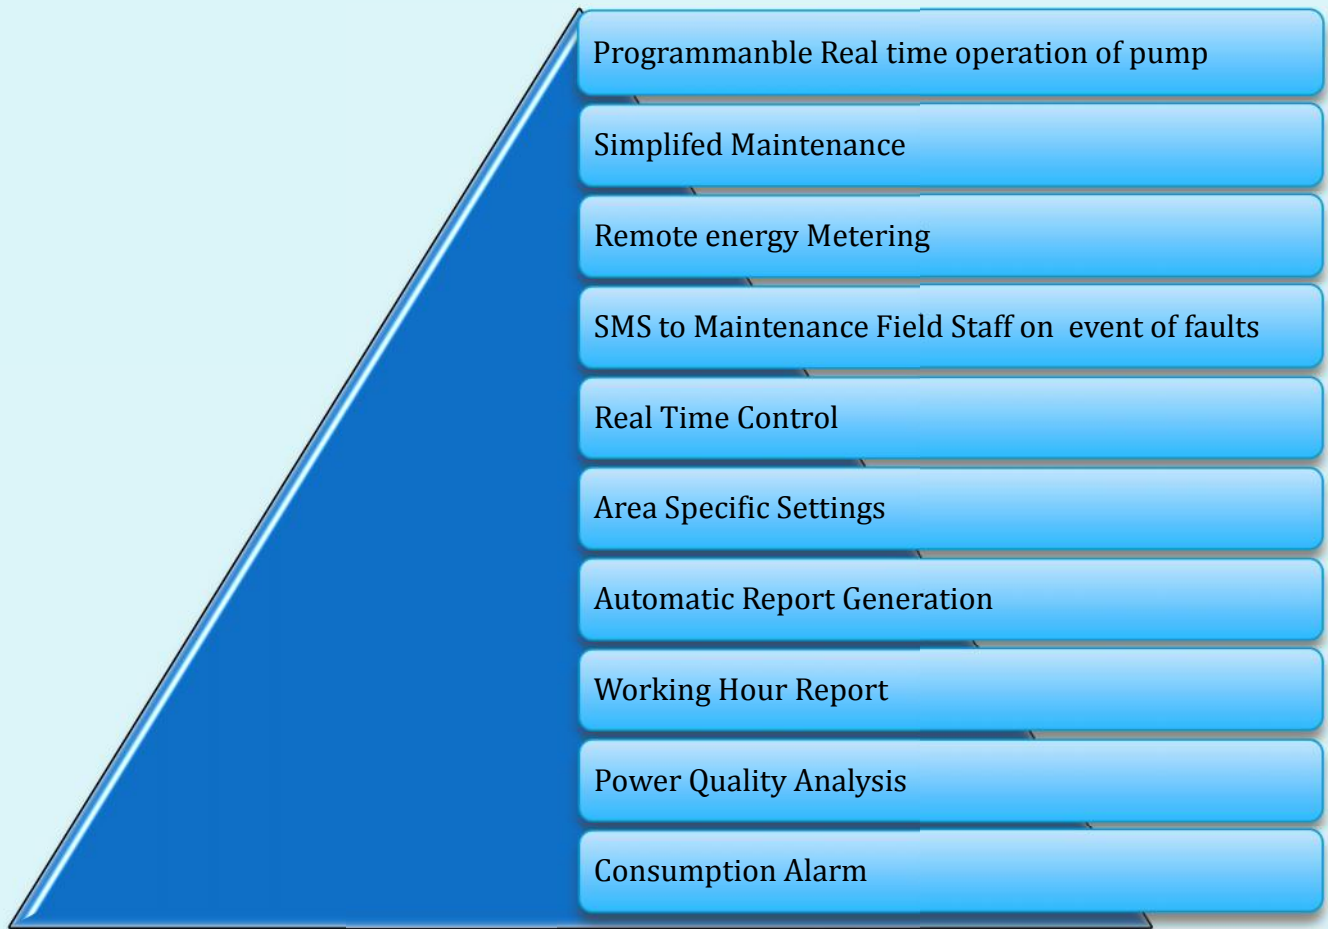 Programmanble Real time operation of pump
Simplifed Maintenance
Remote energy Metering
SMS to Maintenance Field Staff on  event of faults
Real Time Control
Area Specific Settings
Automatic Report Generation
Working Hour Report
Power Quality Analysis
Consumption Alarm